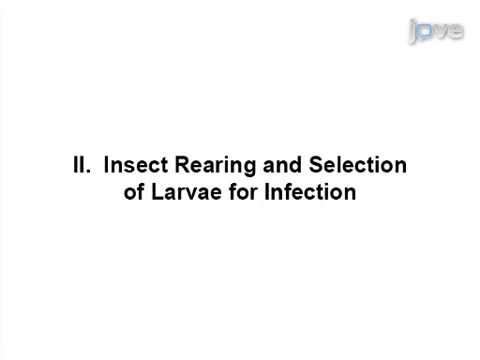 jove
II. Insect Rearing and Selection
of Larvae for Infection